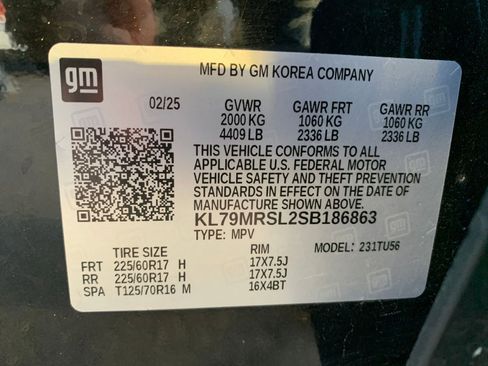 gm
MFD BY GM KOREA COMPANY
02/25 GVWR GAWR FRT GAWR RR
2000 KG 1060 KG 1060 KG
4409 LB 2336 LB 2336 LB
THIS VEHICLE CONFORMS TO ALL
APPLICABLE U.S. FEDERAL MOTOR
VEHICLE SAFETY AND THEFT PREVENTION
STANDARDS IN EFFECT ON THE DATE OF
MANUFACTURE SHOWN ABOVE.
KL79MRSL2SB186863
TYPE: MPV MODEL: 231TU56
TIRE SIZE RIM
FRT 225/60R17 H 17X7.5J
RR 225/60R17 H 17X7.5J
SPA T125/70R16 M 16X4BT